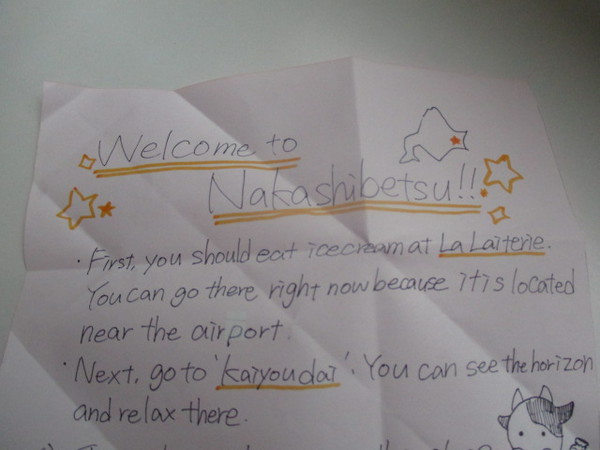 Welcome to
Nakashibetsu!!
・First, you should eat icecream at La Laiterie.
You can go there right now because it is located
near the airport.
・Next, go to 'kaiyoudai'. You can see the horizon
and relax there.